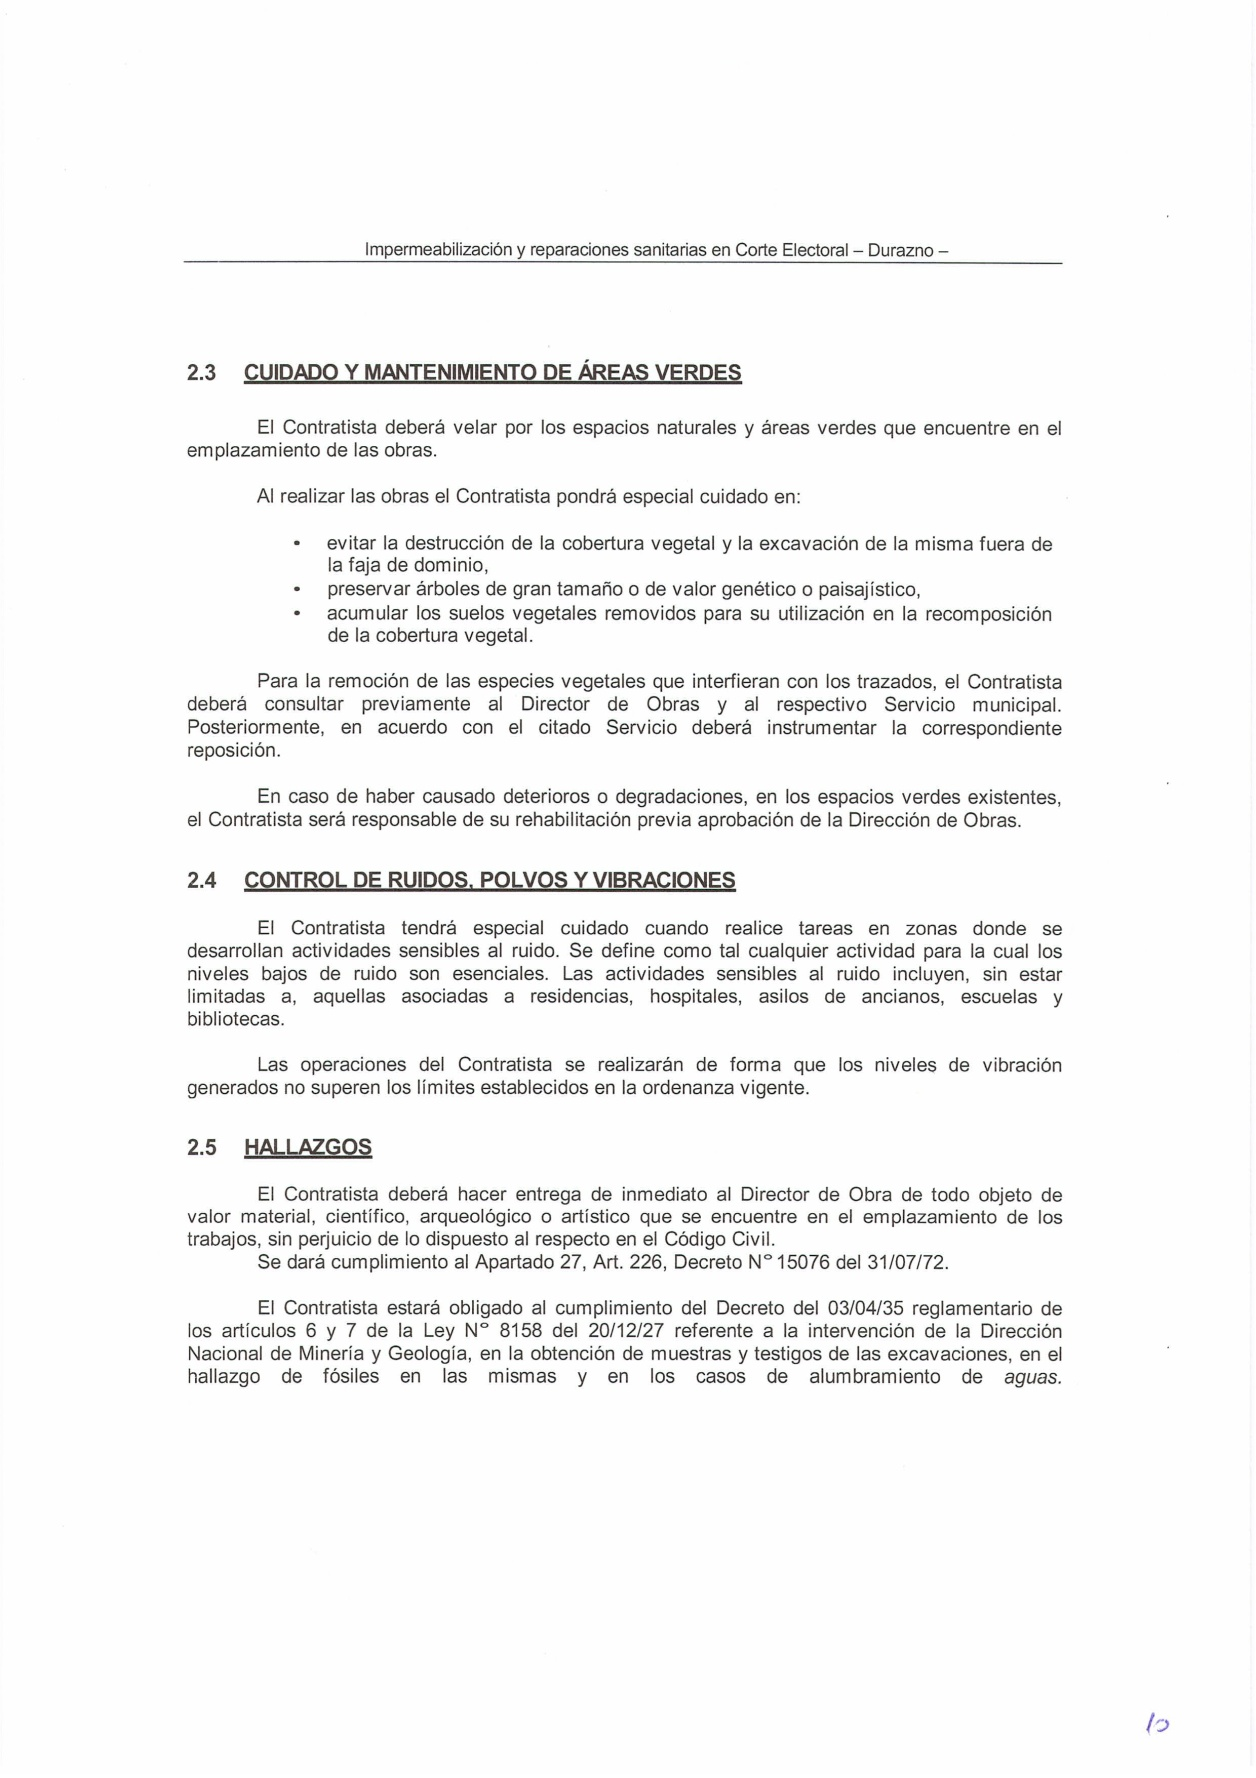 Impermeabilización y reparaciones sanitarias en Corte Electoral – Durazno –
2.3 CUIDADO Y MANTENIMIENTO DE ÁREAS VERDES
El Contratista deberá velar por los espacios naturales y áreas verdes que encuentre en el
emplazamiento de las obras.
Al realizar las obras el Contratista pondrá especial cuidado en:
• evitar la destrucción de la cobertura vegetal y la excavación de la misma fuera de
la faja de dominio,
• preservar árboles de gran tamaño o de valor genético o paisajístico,
• acumular los suelos vegetales removidos para su utilización en la recomposición
de la cobertura vegetal.
Para la remoción de las especies vegetales que interfieran con los trazados, el Contratista
deberá consultar previamente al Director de Obras y al respectivo Servicio municipal.
Posteriormente, en acuerdo con el citado Servicio deberá instrumentar la correspondiente
reposición.
En caso de haber causado deterioros o degradaciones, en los espacios verdes existentes,
el Contratista será responsable de su rehabilitación previa aprobación de la Dirección de Obras.
2.4 CONTROL DE RUIDOS, POLVOS Y VIBRACIONES
El Contratista tendrá especial cuidado cuando realice tareas en zonas donde se
desarrollan actividades sensibles al ruido. Se define como tal cualquier actividad para la cual los
niveles bajos de ruido son esenciales. Las actividades sensibles al ruido incluyen, sin estar
limitadas a, aquellas asociadas a residencias, hospitales, asilos de ancianos, escuelas y
bibliotecas.
Las operaciones del Contratista se realizarán de forma que los niveles de vibración
generados no superen los límites establecidos en la ordenanza vigente.
2.5 HALLAZGOS
El Contratista deberá hacer entrega de inmediato al Director de Obra de todo objeto de
valor material, científico, arqueológico o artístico que se encuentre en el emplazamiento de los
trabajos, sin perjuicio de lo dispuesto al respecto en el Código Civil.
Se dará cumplimiento al Apartado 27, Art. 226, Decreto N° 15076 del 31/07/72.
El Contratista estará obligado al cumplimiento del Decreto del 03/04/35 reglamentario de
los artículos 6 y 7 de la Ley N° 8158 del 20/12/27 referente a la intervención de la Dirección
Nacional de Minería y Geología, en la obtención de muestras y testigos de las excavaciones, en el
hallazgo de fósiles en las mismas y en los casos de alumbramiento de aguas.
10